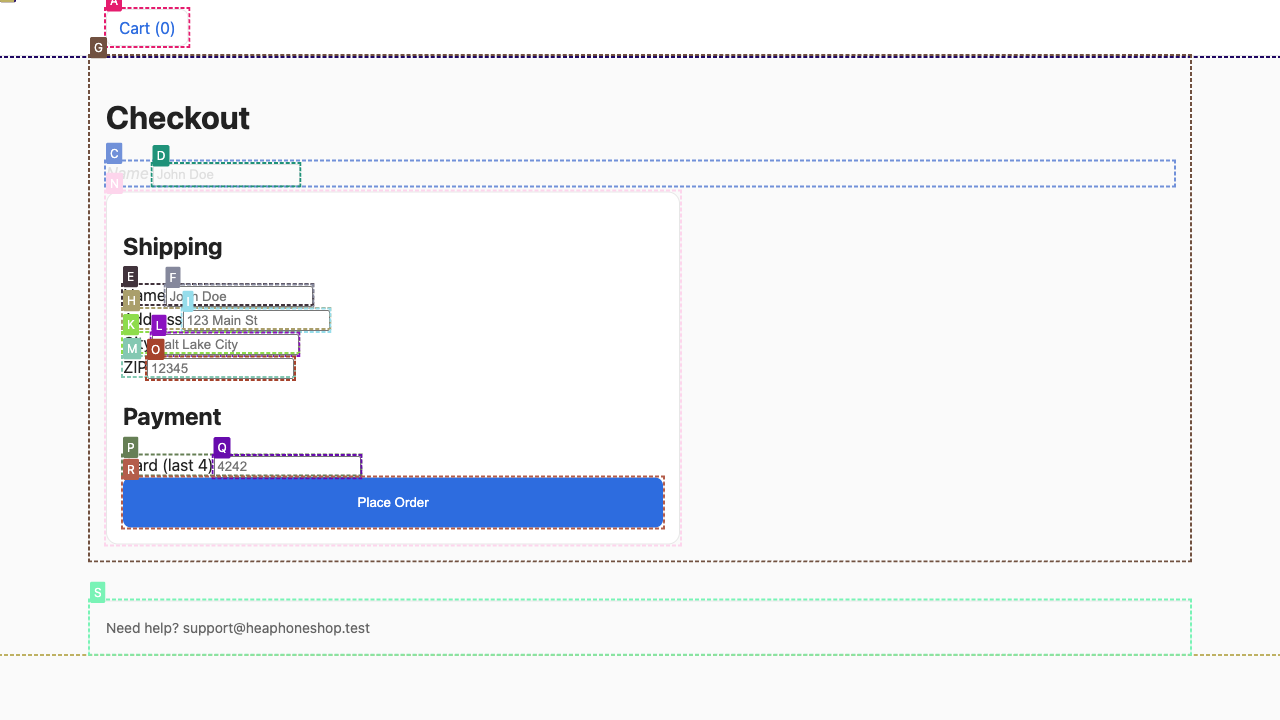 A
Cart (0)
G
Checkout
C
D
Name
John Doe
N
Shipping
E
F
Name
John Doe
H
I
Address
123 Main St
K
L
City
Salt Lake City
M
O
ZIP
12345
Payment
P
Q
Card (last 4)
4242
R
Place Order
S
Need help? support@heaphoneshop.test